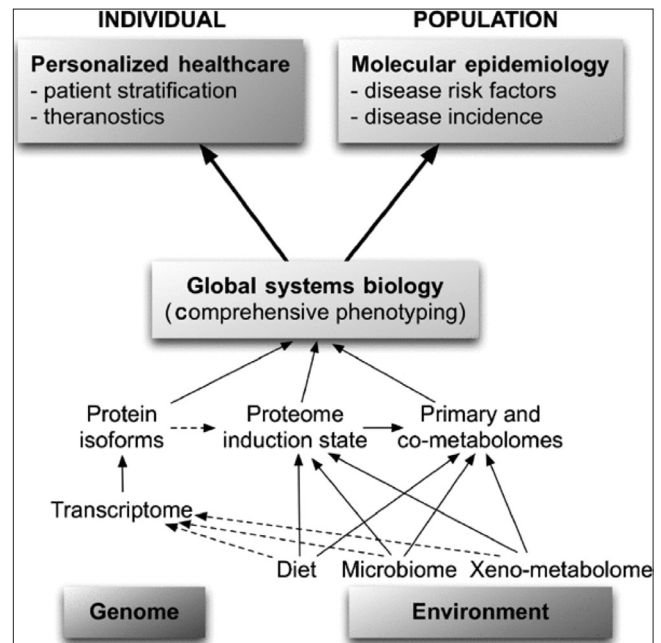 INDIVIDUAL
POPULATION
Personalized healthcare
- patient stratification
- theranostics
Molecular epidemiology
- disease risk factors
- disease incidence
Global systems biology
(comprehensive phenotyping)
Protein
isoforms
Proteome
induction state
Primary and
co-metabolomes
Transcriptome
Diet
Microbiome
Xeno-metabolome
Genome
Environment